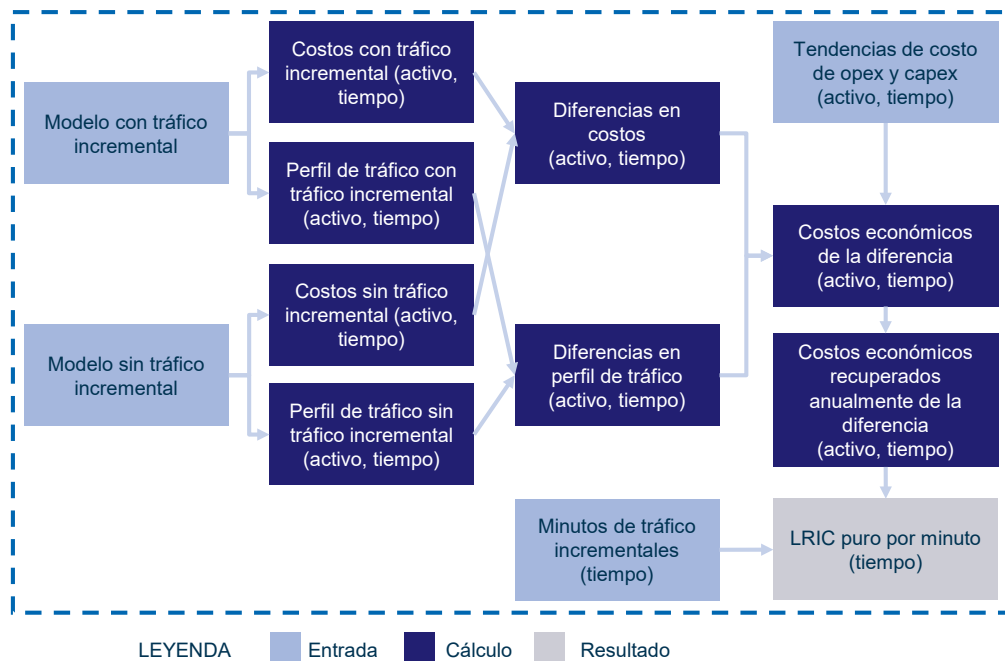 Modelo con tráfico
incremental
Costos con tráfico
incremental (activo,
tiempo)
Perfil de tráfico con
tráfico incremental
(activo, tiempo)
Modelo sin tráfico
incremental
Costos sin tráfico
incremental (activo,
tiempo)
Perfil de tráfico sin
tráfico incremental
(activo, tiempo)
Diferencias en
costos
(activo, tiempo)
Diferencias en
perfil de tráfico
(activo, tiempo)
Tendencias de costo
de opex y capex
(activo, tiempo)
Costos económicos
de la diferencia
(activo, tiempo)
Costos económicos
recuperados
anualmente de la
diferencia
(activo, tiempo)
Minutos de tráfico
incrementales
(tiempo)
LRIC puro por minuto
(tiempo)
LEYENDA Entrada Cálculo Resultado